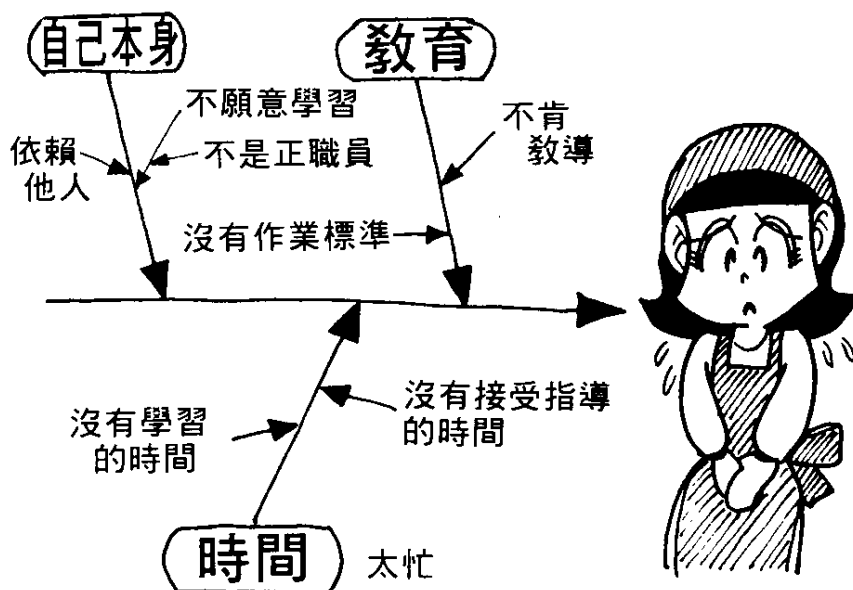 自己本身
教育
不願意學習
不肯
教導
依賴
他人
不是正職員
沒有作業標準
沒有學習
的時間
沒有接受指導
的時間
時間
太忙